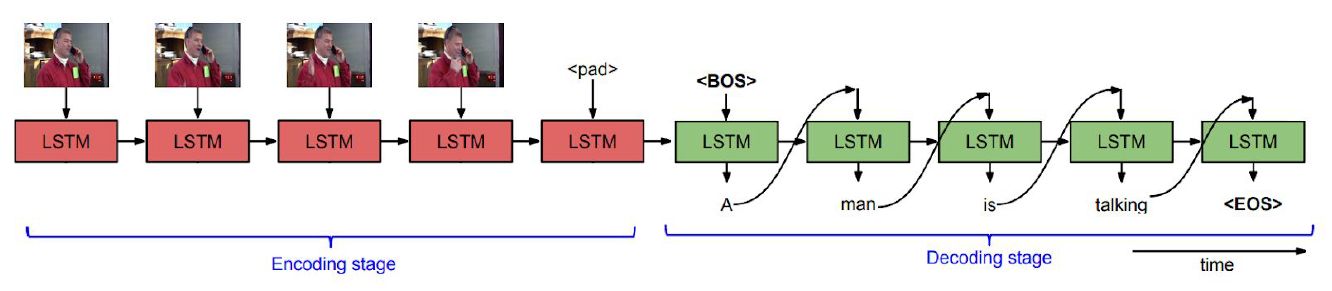 <pad>
<BOS>
LSTM LSTM LSTM LSTM LSTM LSTM LSTM LSTM LSTM LSTM
A man is talking <EOS>
Encoding stage
Decoding stage
time